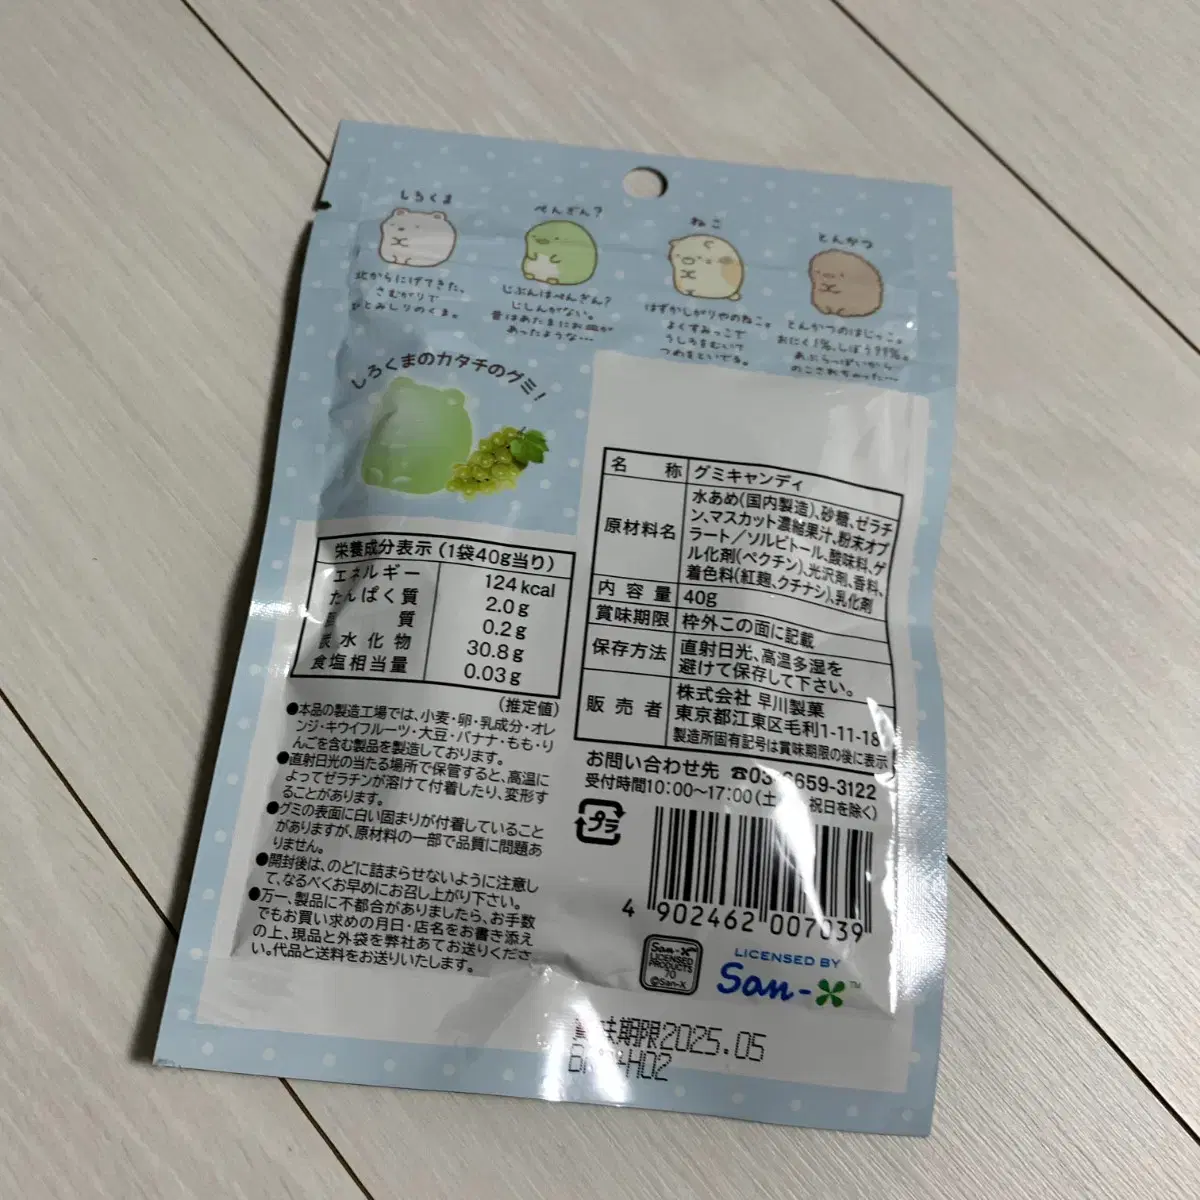 しろくま
北からにげてきた、
さむがりで
ひとみしりのくま。
ぺんぎん?
じぶんはぺんぎん?
じしんがない。
昔はあたまにお皿が
あったような…
ねこ
はずかしがりやのねこ。
よくすみっこで
うしろをむいて
つめをといでる。
とんかつ
とんかつのはじっこ。
おにく1%、しぼう99%。
あぶらっぽいから
のこされちゃった…
しろくまのカタチのグミ!
栄養成分表示(1袋40g当り)
エネルギー 124kcal
たんぱく質 2.0g
質 0.2g
炭水化物 30.8g
食塩相当量 0.03g
(推定値)
●本品の製造工場では、小麦・卵・乳成分・オレ
ンジ・キウイフルーツ・大豆・バナナ・もも・り
んごを含む製品を製造しております。
●直射日光の当たる場所で保管すると、高温に
よってゼラチンが溶けて付着したり、変形す
ることがあります。
●グミの表面に白い固まりが付着していること
がありますが、原材料の一部で品質に問題あ
りません。
●開封後は、のどに詰まらせないように注意し
て、なるべくお早めにお召し上がり下さい。
●万一、製品に不都合がありましたら、お手数
でもお買い求めの月日・店名をお書き添え
の上、現品と外袋を弊社あてお送りくださ
い。代品と送料をお送りいたします。
名称 グミキャンディ
原材料名 水あめ(国内製造)、砂糖、ゼラチ
ン、マスカット濃縮果汁、粉末オブ
ラート/ソルビトール、酸味料、ゲ
ル化剤(ペクチン)、光沢剤、香料、
着色料(紅麹、クチナシ)、乳化剤
内容量 40g
賞味期限 枠外この面に記載
保存方法 直射日光、高温多湿を
避けて保存して下さい。
販売者 株式会社 早川製菓
東京都江東区毛利1-11-18
製造所固有記号は賞味期限の後に表示
お問い合わせ先 ☎03-6659-3122
受付時間10:00~17:00(土 祝日を除く)
プラ
4 902462 007039
San-X
LICENSED
PRODUCTS
70
©San-X
LICENSED BY
San-X™
賞味期限2025.05
H02